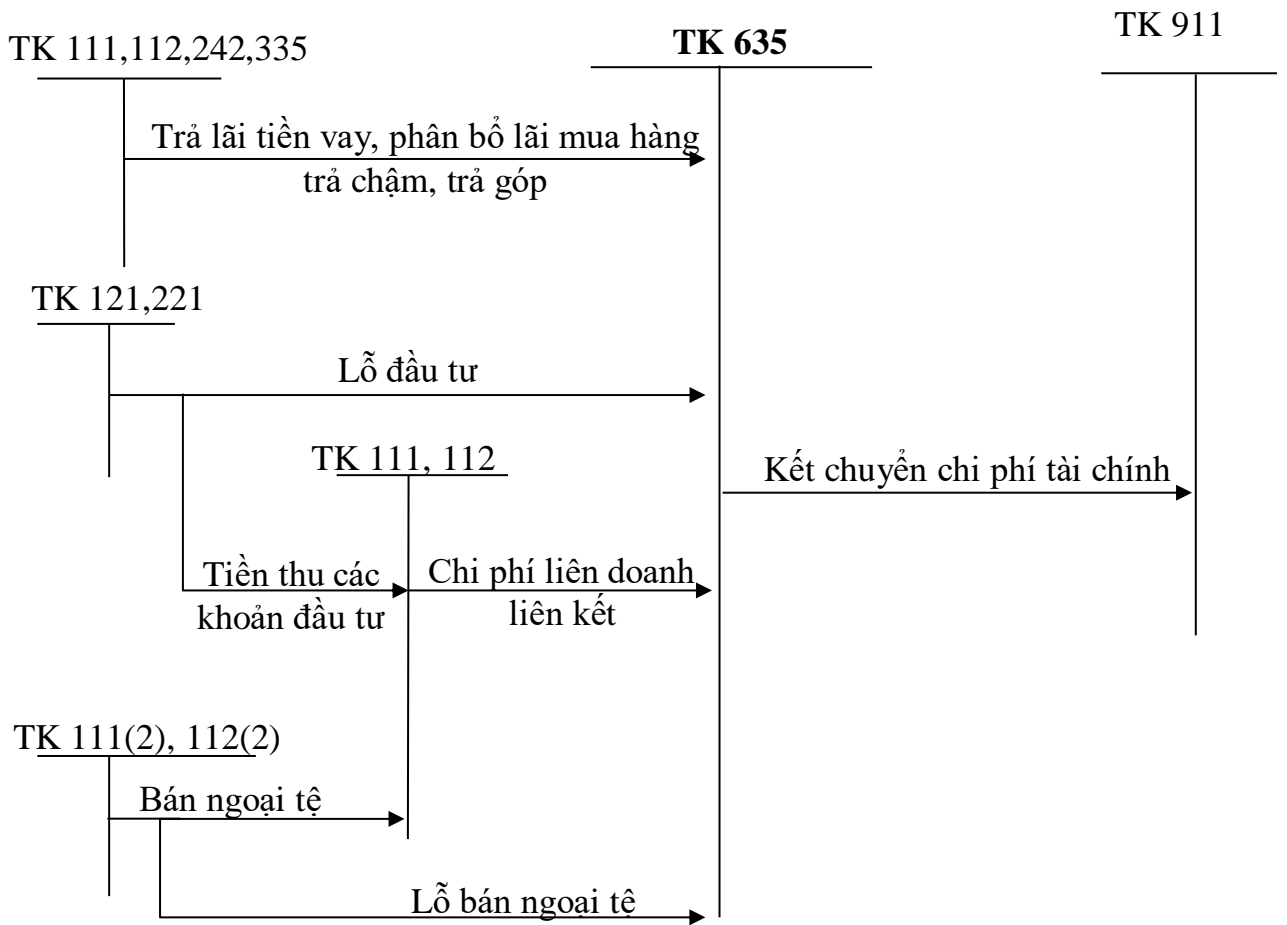 TK 111,112,242,335
TK 635
TK 911
Trả lãi tiền vay, phân bổ lãi mua hàng
trả chậm, trả góp
TK 121,221
Lỗ đầu tư
TK 111, 112
Kết chuyển chi phí tài chính
Tiền thu các
khoản đầu tư
Chi phí liên doanh
liên kết
TK 111(2), 112(2)
Bán ngoại tệ
Lỗ bán ngoại tệ